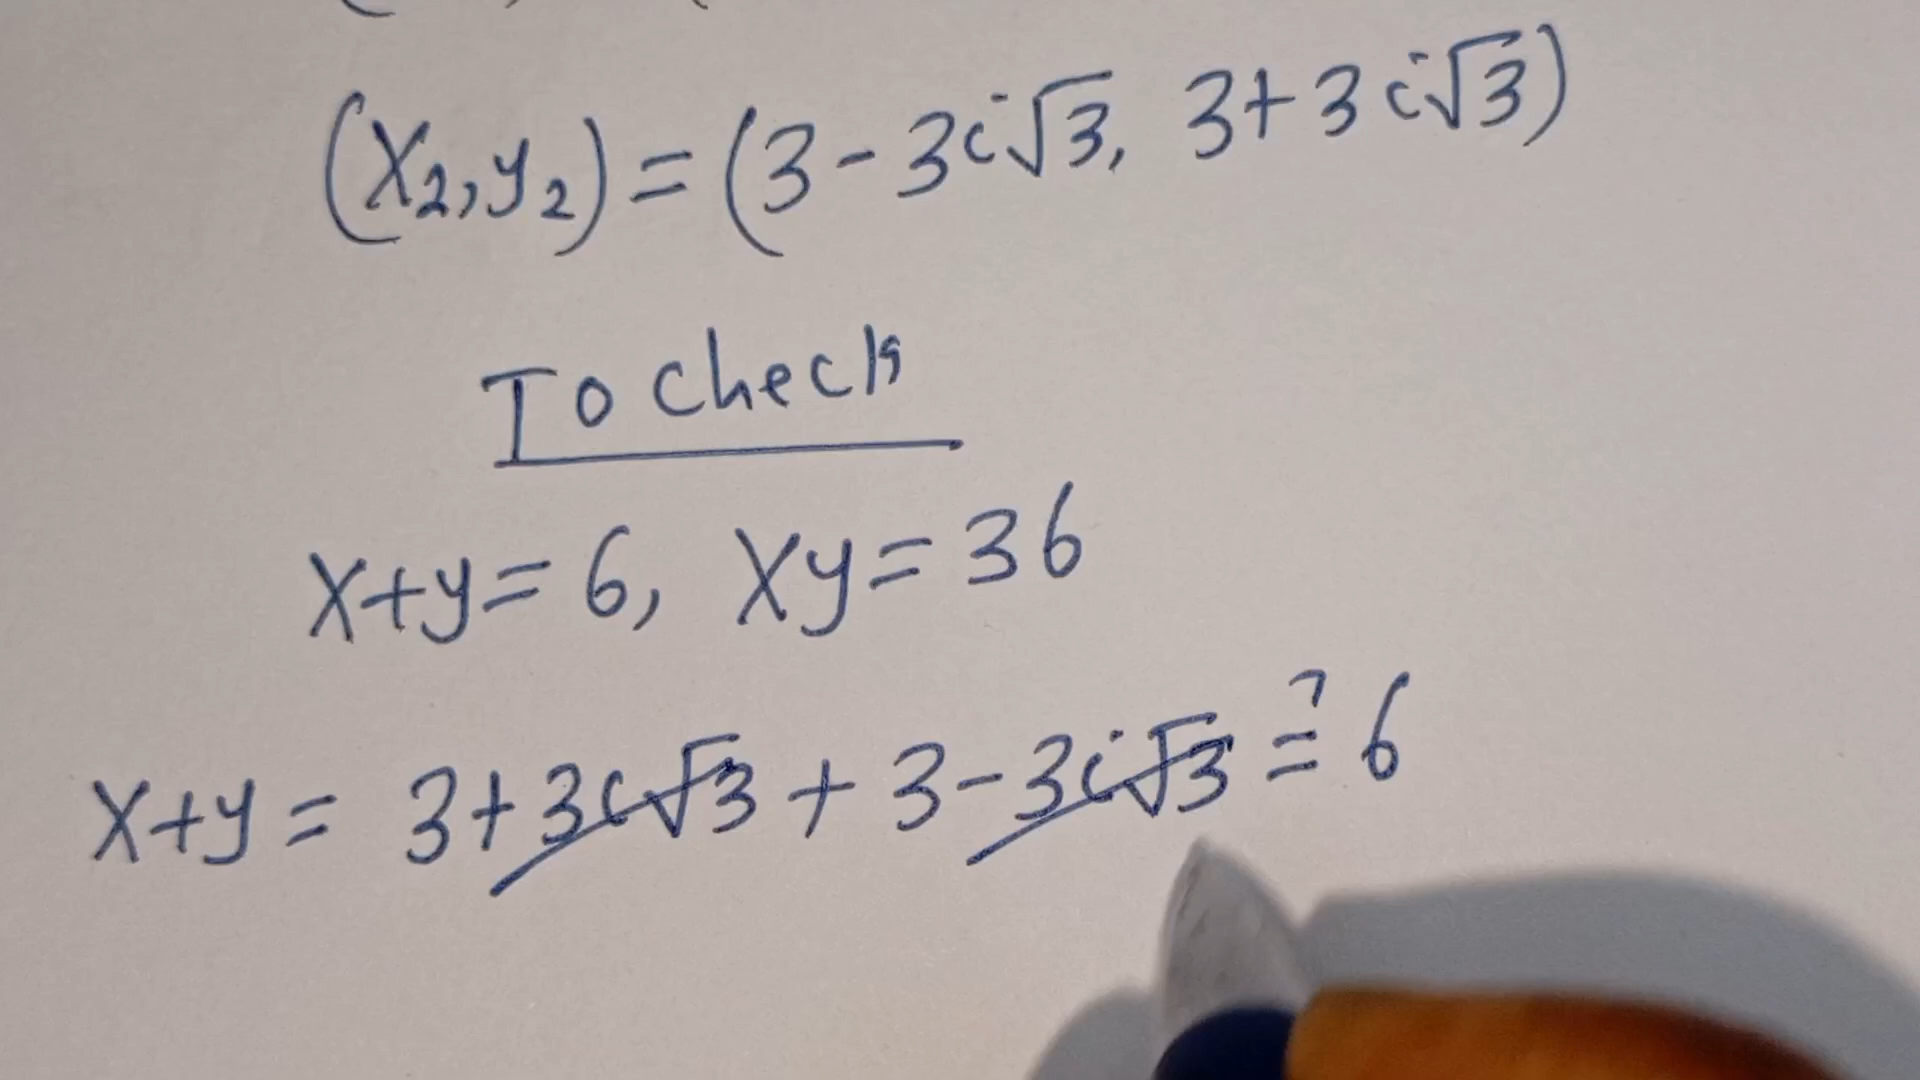 (x₂,y₂) = (3 - 3i√3, 3 + 3i√3)
To check
x+y = 6, xy = 36
x+y = 3+3i√3 + 3-3i√3 ≟ 6